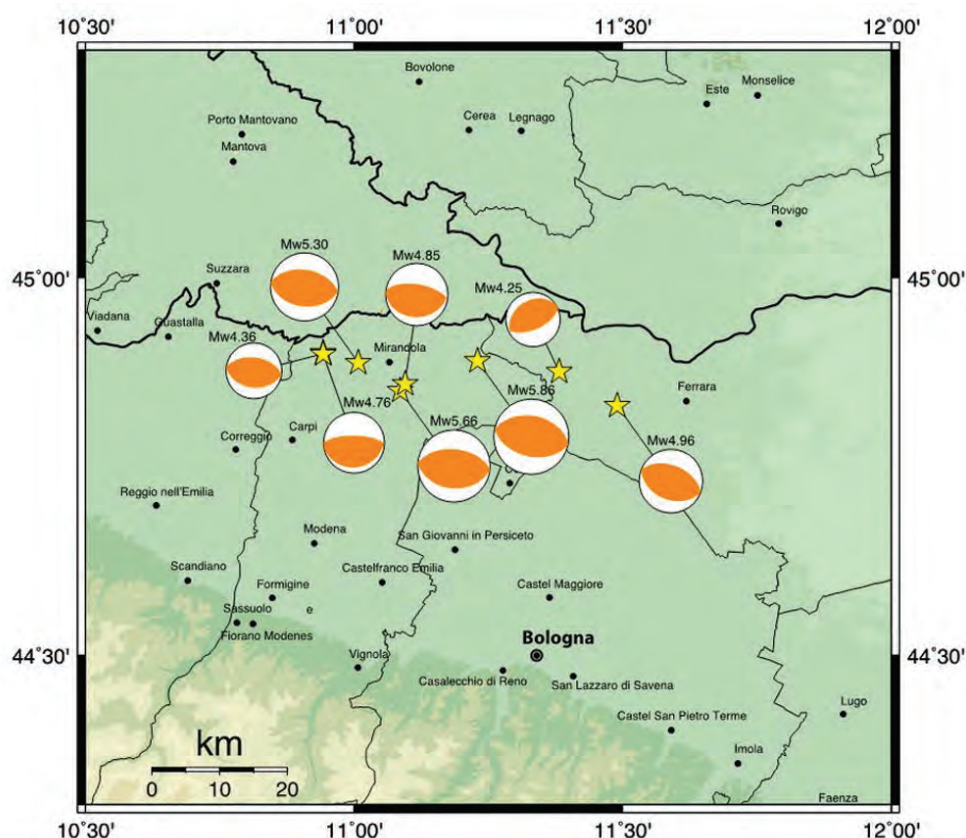 10˚30' 11˚00' 11˚30' 12˚00'
Bovolone
Monselice
Este
Porto Mantovano
Cerea
Legnago
Mantova
Rovigo
Mw5.30
Mw4.85
45˚00' 45˚00'
Suzzara
Mw4.25
Viadana
Guastalla
Mw4.36
Mirandola
Ferrara
Mw5.86
Mw4.76
Mw5.66
Mw4.96
Carpi
Correggio
Reggio nell'Emilia
Modena
San Giovanni in Persiceto
Scandiano
Castelfranco Emilia
Formigine
Castel Maggiore
Sassuolo
e
Fiorano Modenes
Bologna
44˚30' 44˚30'
Vignola
Casalecchio di Reno
San Lazzaro di Savena
Lugo
Castel San Pietro Terme
km
Imola
0 10 20
Faenza
10˚30' 11˚00' 11˚30' 12˚00'